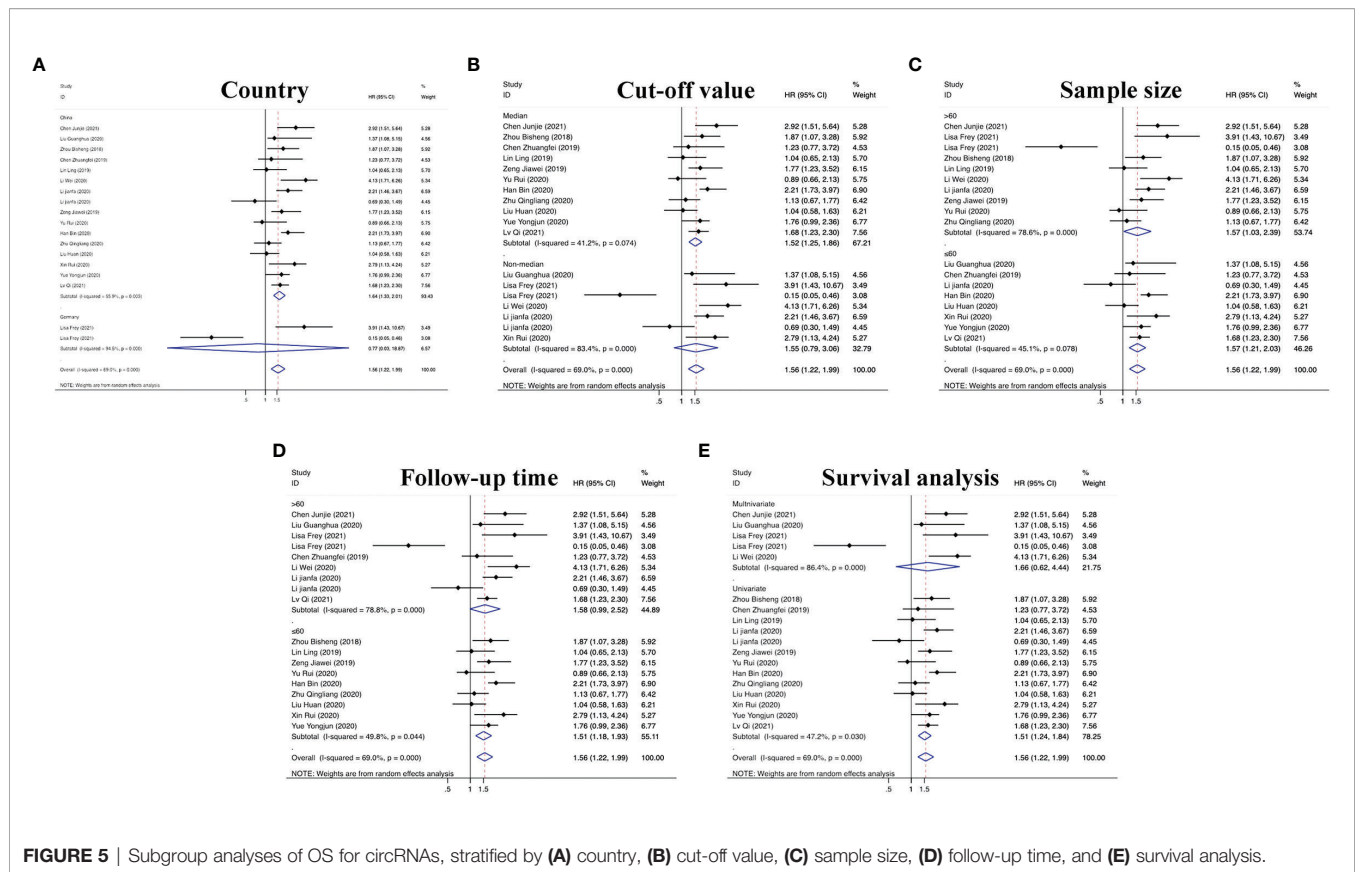 A
Study
%
ID
Country
HR (95% CI)
Weight
China
Chen Junjie (2021) 2.92 (1.51, 5.64) 5.28
Liu Guanghua (2020) 1.37 (1.08, 5.15) 4.56
Zhou Bisheng (2018) 1.87 (1.07, 3.28) 5.92
Chen Zhuangfei (2019) 1.23 (0.77, 3.72) 4.53
Lin Ling (2019) 1.04 (0.65, 2.13) 5.70
Li Wei (2020) 4.13 (1.71, 6.26) 5.34
Li jianfa (2020) 2.21 (1.46, 3.67) 6.59
Li jianfa (2020) 0.69 (0.30, 1.49) 4.45
Zeng Jiawei (2019) 1.77 (1.23, 3.52) 6.15
Yu Rui (2020) 0.89 (0.66, 2.13) 5.75
Han Bin (2020) 2.21 (1.73, 3.97) 6.90
Zhu Qingliang (2020) 1.13 (0.67, 1.77) 6.42
Liu Huan (2020) 1.04 (0.58, 1.63) 6.21
Xin Rui (2020) 2.79 (1.13, 4.24) 5.27
Yue Yongjun (2020) 1.76 (0.99, 2.36) 6.77
Lv Qi (2021) 1.68 (1.23, 2.30) 7.56
Subtotal (I-squared = 55.9%, p = 0.003) 1.64 (1.33, 2.01) 93.43
.
Germany
Lisa Frey (2021) 3.91 (1.43, 10.67) 3.49
Lisa Frey (2021) 0.15 (0.05, 0.46) 3.08
Subtotal (I-squared = 94.5%, p = 0.000) 0.77 (0.03, 18.87) 6.57
.
Overall (I-squared = 69.0%, p = 0.000) 1.56 (1.22, 1.99) 100.00
NOTE: Weights are from random effects analysis
.5 1 1.5
B
Study
%
ID
Cut-off value
HR (95% CI)
Weight
Median
Chen Junjie (2021) 2.92 (1.51, 5.64) 5.28
Zhou Bisheng (2018) 1.87 (1.07, 3.28) 5.92
Chen Zhuangfei (2019) 1.23 (0.77, 3.72) 4.53
Lin Ling (2019) 1.04 (0.65, 2.13) 5.70
Zeng Jiawei (2019) 1.77 (1.23, 3.52) 6.15
Yu Rui (2020) 0.89 (0.66, 2.13) 5.75
Han Bin (2020) 2.21 (1.73, 3.97) 6.90
Zhu Qingliang (2020) 1.13 (0.67, 1.77) 6.42
Liu Huan (2020) 1.04 (0.58, 1.63) 6.21
Yue Yongjun (2020) 1.76 (0.99, 2.36) 6.77
Lv Qi (2021) 1.68 (1.23, 2.30) 7.56
Subtotal (I-squared = 41.2%, p = 0.074) 1.52 (1.25, 1.86) 67.21
.
Non-median
Liu Guanghua (2020) 1.37 (1.08, 5.15) 4.56
Lisa Frey (2021) 3.91 (1.43, 10.67) 3.49
Lisa Frey (2021) 0.15 (0.05, 0.46) 3.08
Li Wei (2020) 4.13 (1.71, 6.26) 5.34
Li jianfa (2020) 2.21 (1.46, 3.67) 6.59
Li jianfa (2020) 0.69 (0.30, 1.49) 4.45
Xin Rui (2020) 2.79 (1.13, 4.24) 5.27
Subtotal (I-squared = 83.4%, p = 0.000) 1.55 (0.79, 3.06) 32.79
.
Overall (I-squared = 69.0%, p = 0.000) 1.56 (1.22, 1.99) 100.00
NOTE: Weights are from random effects analysis
.5 1 1.5
C
Study
%
ID
Sample size
HR (95% CI)
Weight
>60
Chen Junjie (2021) 2.92 (1.51, 5.64) 5.28
Lisa Frey (2021) 3.91 (1.43, 10.67) 3.49
Lisa Frey (2021) 0.15 (0.05, 0.46) 3.08
Zhou Bisheng (2018) 1.87 (1.07, 3.28) 5.92
Lin Ling (2019) 1.04 (0.65, 2.13) 5.70
Li Wei (2020) 4.13 (1.71, 6.26) 5.34
Li jianfa (2020) 2.21 (1.46, 3.67) 6.59
Zeng Jiawei (2019) 1.77 (1.23, 3.52) 6.15
Yu Rui (2020) 0.89 (0.66, 2.13) 5.75
Zhu Qingliang (2020) 1.13 (0.67, 1.77) 6.42
Subtotal (I-squared = 78.6%, p = 0.000) 1.57 (1.03, 2.39) 53.74
.
≤60
Liu Guanghua (2020) 1.37 (1.08, 5.15) 4.56
Chen Zhuangfei (2019) 1.23 (0.77, 3.72) 4.53
Li jianfa (2020) 0.69 (0.30, 1.49) 4.45
Han Bin (2020) 2.21 (1.73, 3.97) 6.90
Liu Huan (2020) 1.04 (0.58, 1.63) 6.21
Xin Rui (2020) 2.79 (1.13, 4.24) 5.27
Yue Yongjun (2020) 1.76 (0.99, 2.36) 6.77
Lv Qi (2021) 1.68 (1.23, 2.30) 7.56
Subtotal (I-squared = 45.1%, p = 0.078) 1.57 (1.21, 2.03) 46.26
.
Overall (I-squared = 69.0%, p = 0.000) 1.56 (1.22, 1.99) 100.00
NOTE: Weights are from random effects analysis
.5 1 1.5
D
Study
%
ID
Follow-up time
HR (95% CI)
Weight
>60
Chen Junjie (2021) 2.92 (1.51, 5.64) 5.28
Liu Guanghua (2020) 1.37 (1.08, 5.15) 4.56
Lisa Frey (2021) 3.91 (1.43, 10.67) 3.49
Lisa Frey (2021) 0.15 (0.05, 0.46) 3.08
Chen Zhuangfei (2019) 1.23 (0.77, 3.72) 4.53
Li Wei (2020) 4.13 (1.71, 6.26) 5.34
Li jianfa (2020) 2.21 (1.46, 3.67) 6.59
Li jianfa (2020) 0.69 (0.30, 1.49) 4.45
Lv Qi (2021) 1.68 (1.23, 2.30) 7.56
Subtotal (I-squared = 78.8%, p = 0.000) 1.58 (0.99, 2.52) 44.89
.
≤60
Zhou Bisheng (2018) 1.87 (1.07, 3.28) 5.92
Lin Ling (2019) 1.04 (0.65, 2.13) 5.70
Zeng Jiawei (2019) 1.77 (1.23, 3.52) 6.15
Yu Rui (2020) 0.89 (0.66, 2.13) 5.75
Han Bin (2020) 2.21 (1.73, 3.97) 6.90
Zhu Qingliang (2020) 1.13 (0.67, 1.77) 6.42
Liu Huan (2020) 1.04 (0.58, 1.63) 6.21
Xin Rui (2020) 2.79 (1.13, 4.24) 5.27
Yue Yongjun (2020) 1.76 (0.99, 2.36) 6.77
Subtotal (I-squared = 49.8%, p = 0.044) 1.51 (1.18, 1.93) 55.11
.
Overall (I-squared = 69.0%, p = 0.000) 1.56 (1.22, 1.99) 100.00
NOTE: Weights are from random effects analysis
.5 1 1.5
E
Study
%
ID
Survival analysis
HR (95% CI)
Weight
Multnivariate
Chen Junjie (2021) 2.92 (1.51, 5.64) 5.28
Liu Guanghua (2020) 1.37 (1.08, 5.15) 4.56
Lisa Frey (2021) 3.91 (1.43, 10.67) 3.49
Lisa Frey (2021) 0.15 (0.05, 0.46) 3.08
Li Wei (2020) 4.13 (1.71, 6.26) 5.34
Subtotal (I-squared = 86.4%, p = 0.000) 1.66 (0.62, 4.44) 21.75
.
Univariate
Zhou Bisheng (2018) 1.87 (1.07, 3.28) 5.92
Chen Zhuangfei (2019) 1.23 (0.77, 3.72) 4.53
Lin Ling (2019) 1.04 (0.65, 2.13) 5.70
Li jianfa (2020) 2.21 (1.46, 3.67) 6.59
Li jianfa (2020) 0.69 (0.30, 1.49) 4.45
Zeng Jiawei (2019) 1.77 (1.23, 3.52) 6.15
Yu Rui (2020) 0.89 (0.66, 2.13) 5.75
Han Bin (2020) 2.21 (1.73, 3.97) 6.90
Zhu Qingliang (2020) 1.13 (0.67, 1.77) 6.42
Liu Huan (2020) 1.04 (0.58, 1.63) 6.21
Xin Rui (2020) 2.79 (1.13, 4.24) 5.27
Yue Yongjun (2020) 1.76 (0.99, 2.36) 6.77
Lv Qi (2021) 1.68 (1.23, 2.30) 7.56
Subtotal (I-squared = 47.2%, p = 0.030) 1.51 (1.24, 1.84) 78.25
.
Overall (I-squared = 69.0%, p = 0.000) 1.56 (1.22, 1.99) 100.00
NOTE: Weights are from random effects analysis
.5 1 1.5
FIGURE 5 | Subgroup analyses of OS for circRNAs, stratified by (A) country, (B) cut-off value, (C) sample size, (D) follow-up time, and (E) survival analysis.